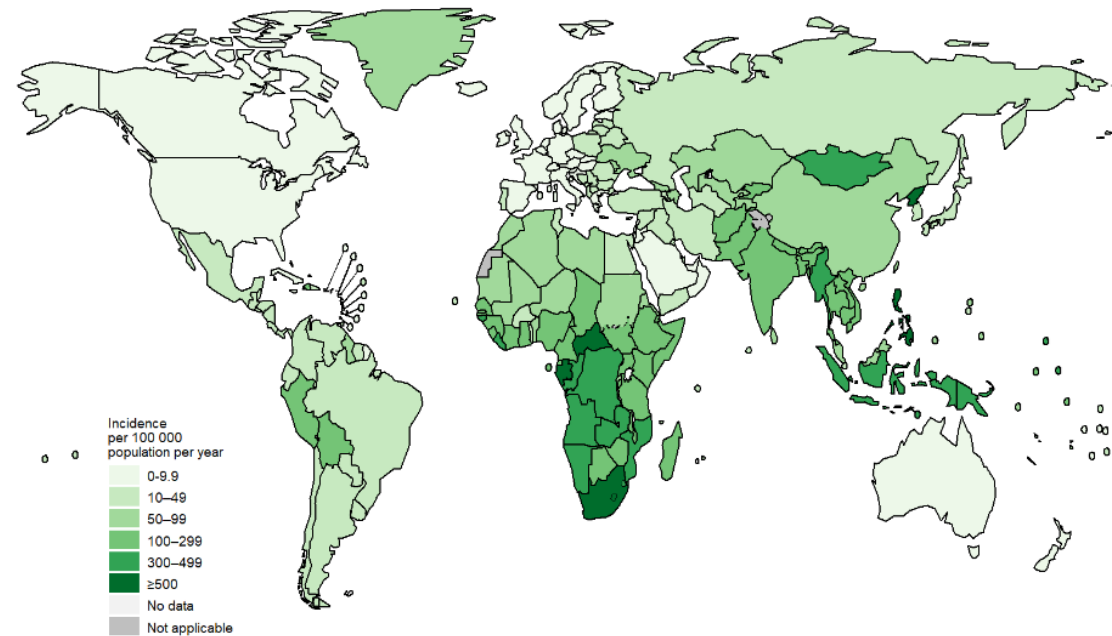 Incidence
per 100 000
population per year
0-9.9
10–49
50–99
100–299
300–499
≥500
No data
Not applicable